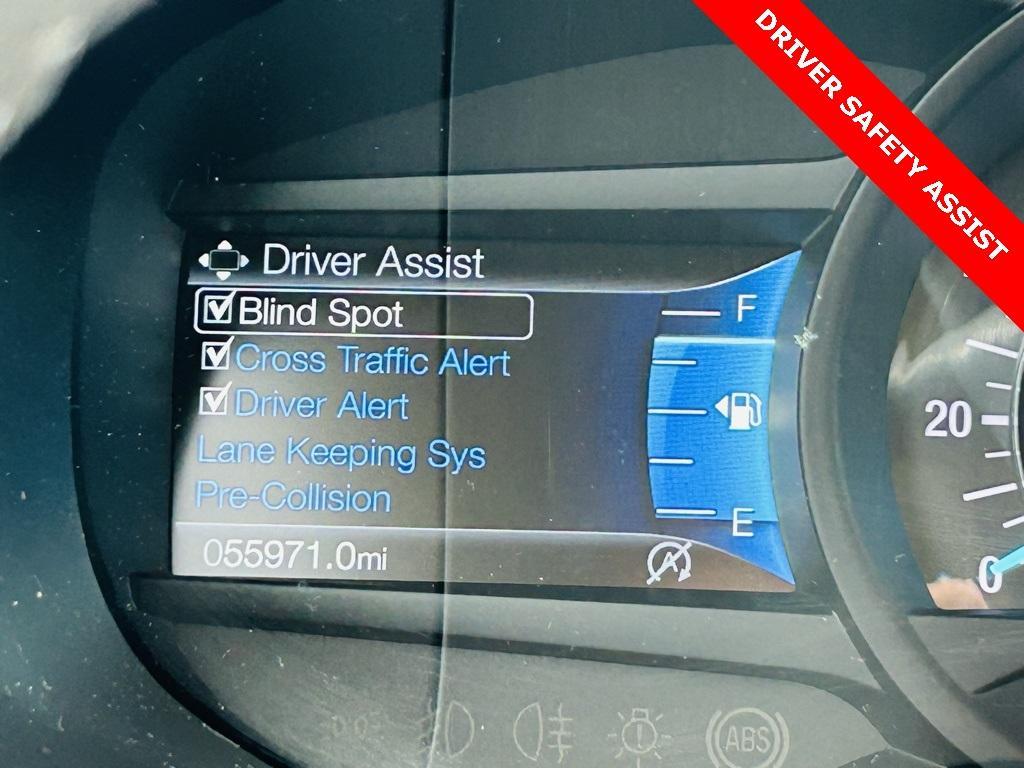 DRIVER SAFETY ASSIST
Driver Assist
Blind Spot
Cross Traffic Alert
Driver Alert
Lane Keeping Sys
Pre-Collision
055971.0mi
F
E
A
20
0
ABS